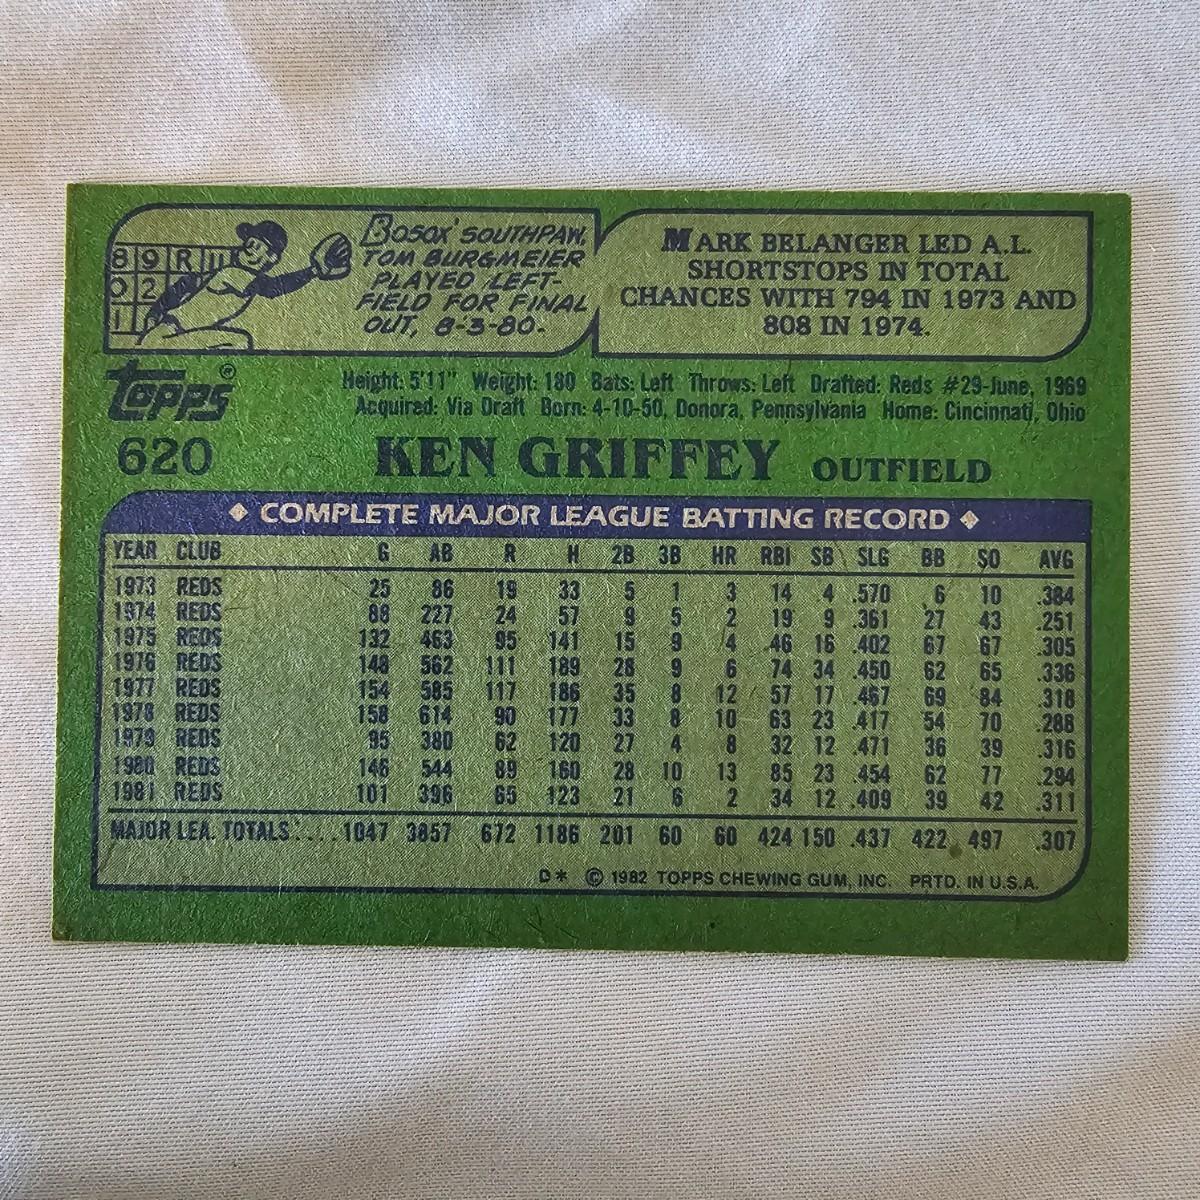 8 9 R H
0 2
1
BOSOX' SOUTHPAW,
TOM BURGMEIER
PLAYED LEFT-
FIELD FOR FINAL
OUT, 8-3-80.
MARK BELANGER LED A.L.
SHORTSTOPS IN TOTAL
CHANCES WITH 794 IN 1973 AND
808 IN 1974.
topps®
Height: 5'11" Weight: 180 Bats: Left Throws: Left Drafted: Reds #29-June, 1969
Acquired: Via Draft Born: 4-10-50, Donora, Pennsylvania Home: Cincinnati, Ohio
620 KEN GRIFFEY OUTFIELD
COMPLETE MAJOR LEAGUE BATTING RECORD
YEAR CLUB G AB R H 2B 3B HR RBI SB SLG BB SO AVG
1973 REDS 25 86 19 33 5 1 3 14 4 .570 6 10 .384
1974 REDS 88 227 24 57 9 5 2 19 9 .361 27 43 .251
1975 REDS 132 463 95 141 15 9 4 46 16 .402 67 67 .305
1976 REDS 148 562 111 189 28 9 6 74 34 .450 62 65 .336
1977 REDS 154 585 117 186 35 8 12 57 17 .467 69 84 .318
1978 REDS 158 614 90 177 33 8 10 63 23 .417 54 70 .288
1979 REDS 95 380 62 120 27 4 8 32 12 .471 36 39 .316
1980 REDS 146 544 89 160 28 10 13 85 23 .454 62 77 .294
1981 REDS 101 396 65 123 21 6 2 34 12 .409 39 42 .311
MAJOR LEA. TOTALS .... 1047 3857 672 1186 201 60 60 424 150 .437 422 497 .307
D* © 1982 TOPPS CHEWING GUM, INC. PRTD. IN U.S.A.